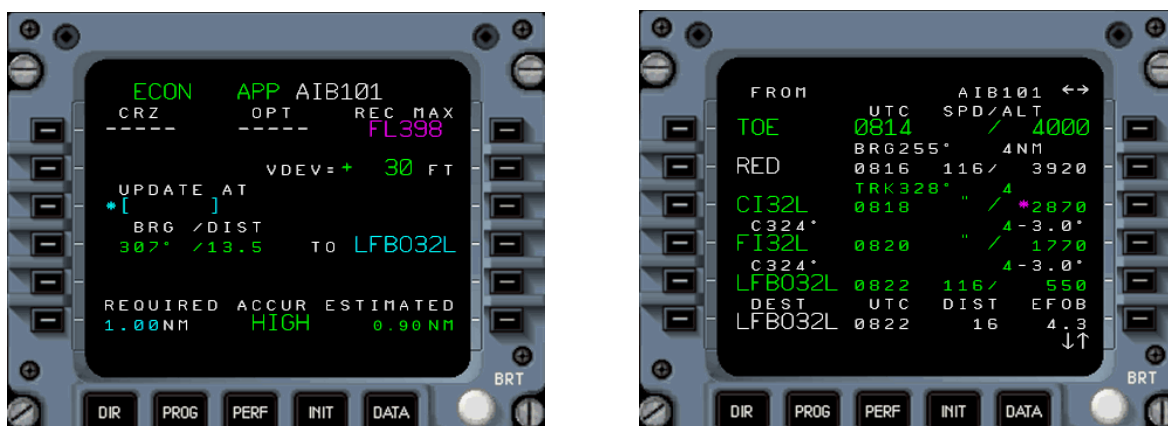 ECON APP AIB101
CRZ OPT REC MAX
----- ----- FL398
VDEV=+ 30 FT
UPDATE AT
*[ ]
BRG /DIST
307° /13.5 TO LFBO32L
REQUIRED ACCUR ESTIMATED
1.00NM HIGH 0.90NM
BRT
DIR PROG PERF INIT DATA
FROM AIB101 ↔
UTC SPD/ALT
TOE 0814 / 4000
BRG255° 4NM
RED 0816 116/ 3920
TRK328° 4
CI32L 0818 " / *2870
C324° 4-3.0°
FI32L 0820 " / 1770
C324° 4-3.0°
LFBO32L 0822 116/ 550
DEST UTC DIST EFOB
LFBO32L 0822 16 4.3
↓↑
BRT
DIR PROG PERF INIT DATA